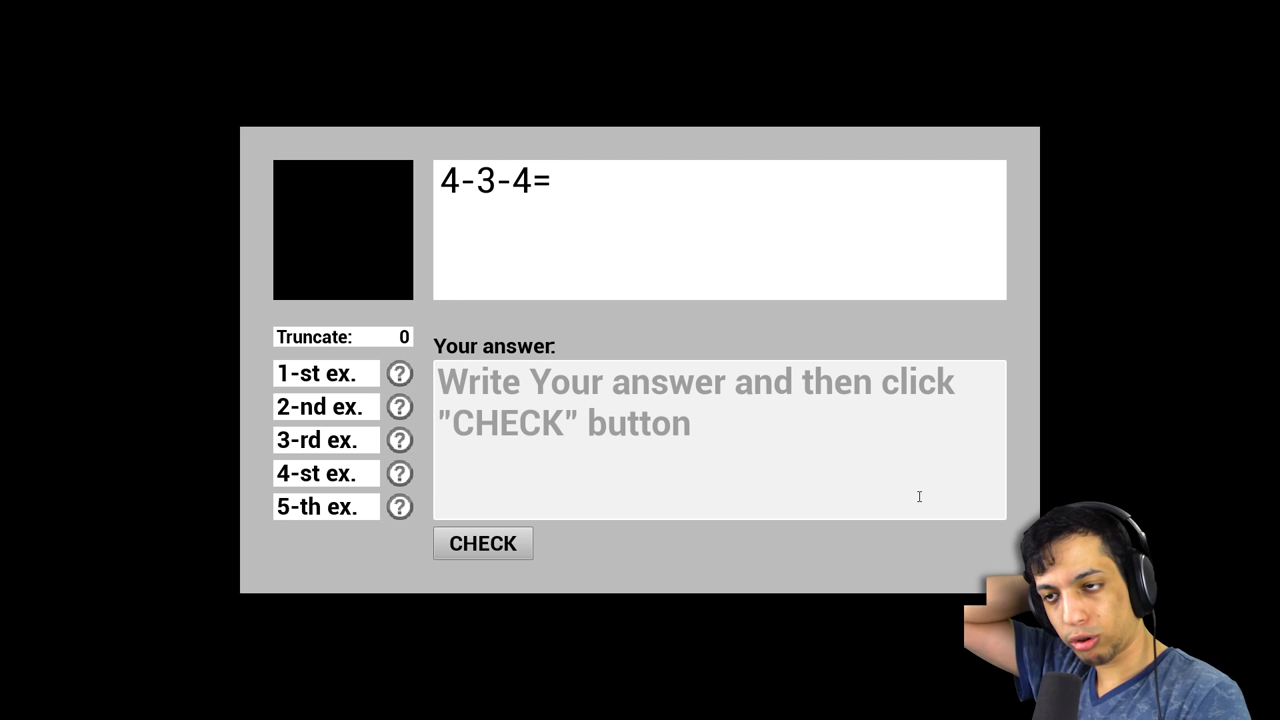 4-3-4=
Truncate: 0
Your answer:
1-st ex.
2-nd ex.
3-rd ex.
4-st ex.
5-th ex.
Write Your answer and then click
"CHECK" button
CHECK